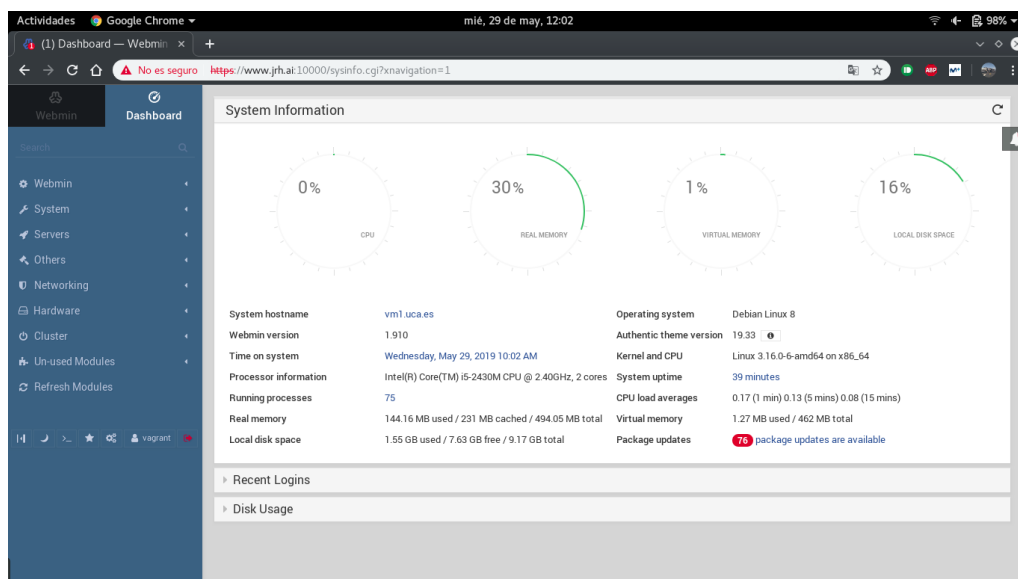 Actividades Google Chrome mié, 29 de may, 12:02 98%
(1) Dashboard — Webmin
No es seguro https://www.jrh.ai:10000/sysinfo.cgi?xnavigation=1
ABP
Webmin Dashboard
Search
Webmin
System
Servers
Others
Networking
Hardware
Cluster
Un-used Modules
Refresh Modules
vagrant
System Information
0% 30% 1% 16%
CPU REAL MEMORY VIRTUAL MEMORY LOCAL DISK SPACE
System hostname vm1.uca.es Operating system Debian Linux 8
Webmin version 1.910 Authentic theme version 19.33
Time on system Wednesday, May 29, 2019 10:02 AM Kernel and CPU Linux 3.16.0-6-amd64 on x86_64
Processor information Intel(R) Core(TM) i5-2430M CPU @ 2.40GHz, 2 cores System uptime 39 minutes
Running processes 75 CPU load averages 0.17 (1 min) 0.13 (5 mins) 0.08 (15 mins)
Real memory 144.16 MB used / 231 MB cached / 494.05 MB total Virtual memory 1.27 MB used / 462 MB total
Local disk space 1.55 GB used / 7.63 GB free / 9.17 GB total Package updates 76 package updates are available
Recent Logins
Disk Usage